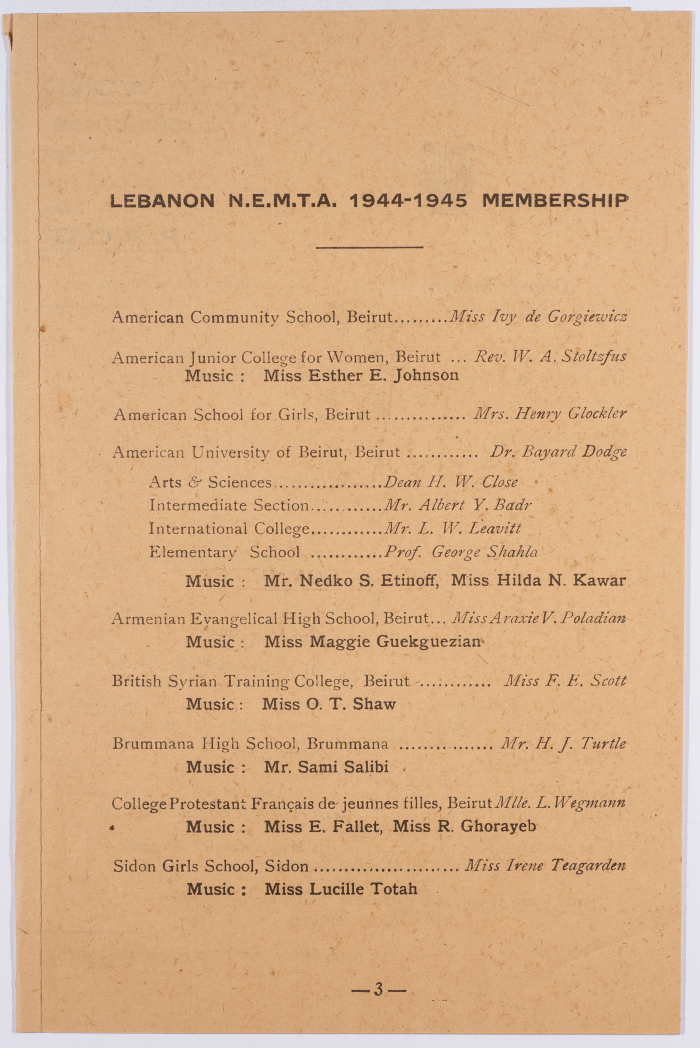 LEBANON N.E.M.T.A. 1944-1945 MEMBERSHIP
American Community School, Beirut.........Miss Ivy de Gorgiewicz
American Junior College for Women, Beirut ... Rev. W. A. Stoltzfus
Music : Miss Esther E. Johnson
American School for Girls, Beirut ............... Mrs. Henry Glockler
American University of Beirut, Beirut ............ Dr. Bayard Dodge
Arts & Sciences..................Dean H. W. Close
Intermediate Section............Mr. Albert Y. Badr
International College............Mr. L. W. Leavitt
Elementary School ............Prof. George Shahla
Music : Mr. Nedko S. Etinoff, Miss Hilda N. Kawar
Armenian Evangelical High School, Beirut... Miss Araxie V. Poladian
Music : Miss Maggie Guekguezian
British Syrian Training College, Beirut ............ Miss F. E. Scott
Music : Miss O. T. Shaw
Brummana High School, Brummana ................ Mr. H. J. Turtle
Music : Mr. Sami Salibi
College Protestant Français de jeunnes filles, Beirut Mlle. L. Wegmann
Music : Miss E. Fallet, Miss R. Ghorayeb
Sidon Girls School, Sidon ........................ Miss Irene Teagarden
Music : Miss Lucille Totah
— 3 —